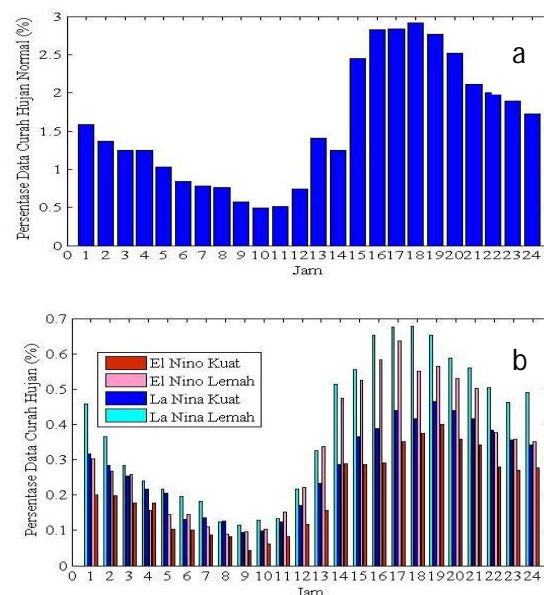 a
Persentase Data Curah Hujan Normal (%)
3
2.5
2
1.5
1
0.5
0
0 1 2 3 4 5 6 7 8 9 10 11 12 13 14 15 16 17 18 19 20 21 22 23 24
Jam
b
Persentase Data Curah Hujan (%)
0.7
0.6
0.5
0.4
0.3
0.2
0.1
0
El Nino Kuat
El Nino Lemah
La Nina Kuat
La Nina Lemah
0 1 2 3 4 5 6 7 8 9 10 11 12 13 14 15 16 17 18 19 20 21 22 23 24
Jam